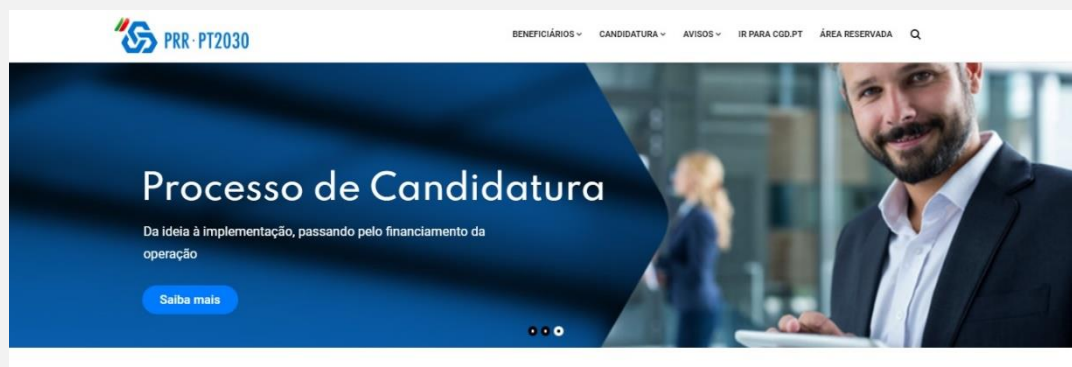 PRR · PT2030
BENEFICIÁRIOS CANDIDATURA AVISOS IR PARA CGD.PT ÁREA RESERVADA
Processo de Candidatura
Da ideia à implementação, passando pelo financiamento da
operação
Saiba mais